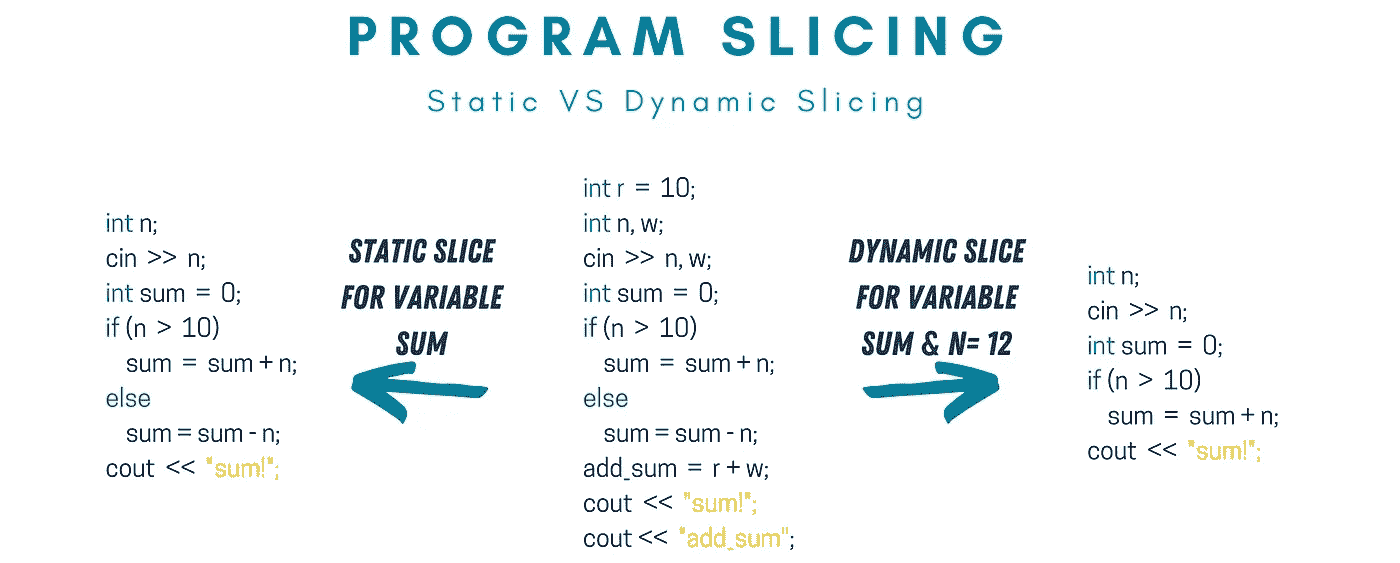 PROGRAM SLICING
Static VS Dynamic Slicing
int n;
cin >> n;
int sum = 0;
if (n > 10)
sum = sum + n;
else
sum = sum - n;
cout << "sum!";
STATIC SLICE
FOR VARIABLE
SUM
int r = 10;
int n, w;
cin >> n, w;
int sum = 0;
if (n > 10)
sum = sum + n;
else
sum = sum - n;
add_sum = r + w;
cout << "sum!";
cout << "add_sum";
DYNAMIC SLICE
FOR VARIABLE
SUM & N= 12
int n;
cin >> n;
int sum = 0;
if (n > 10)
sum = sum + n;
cout << "sum!";